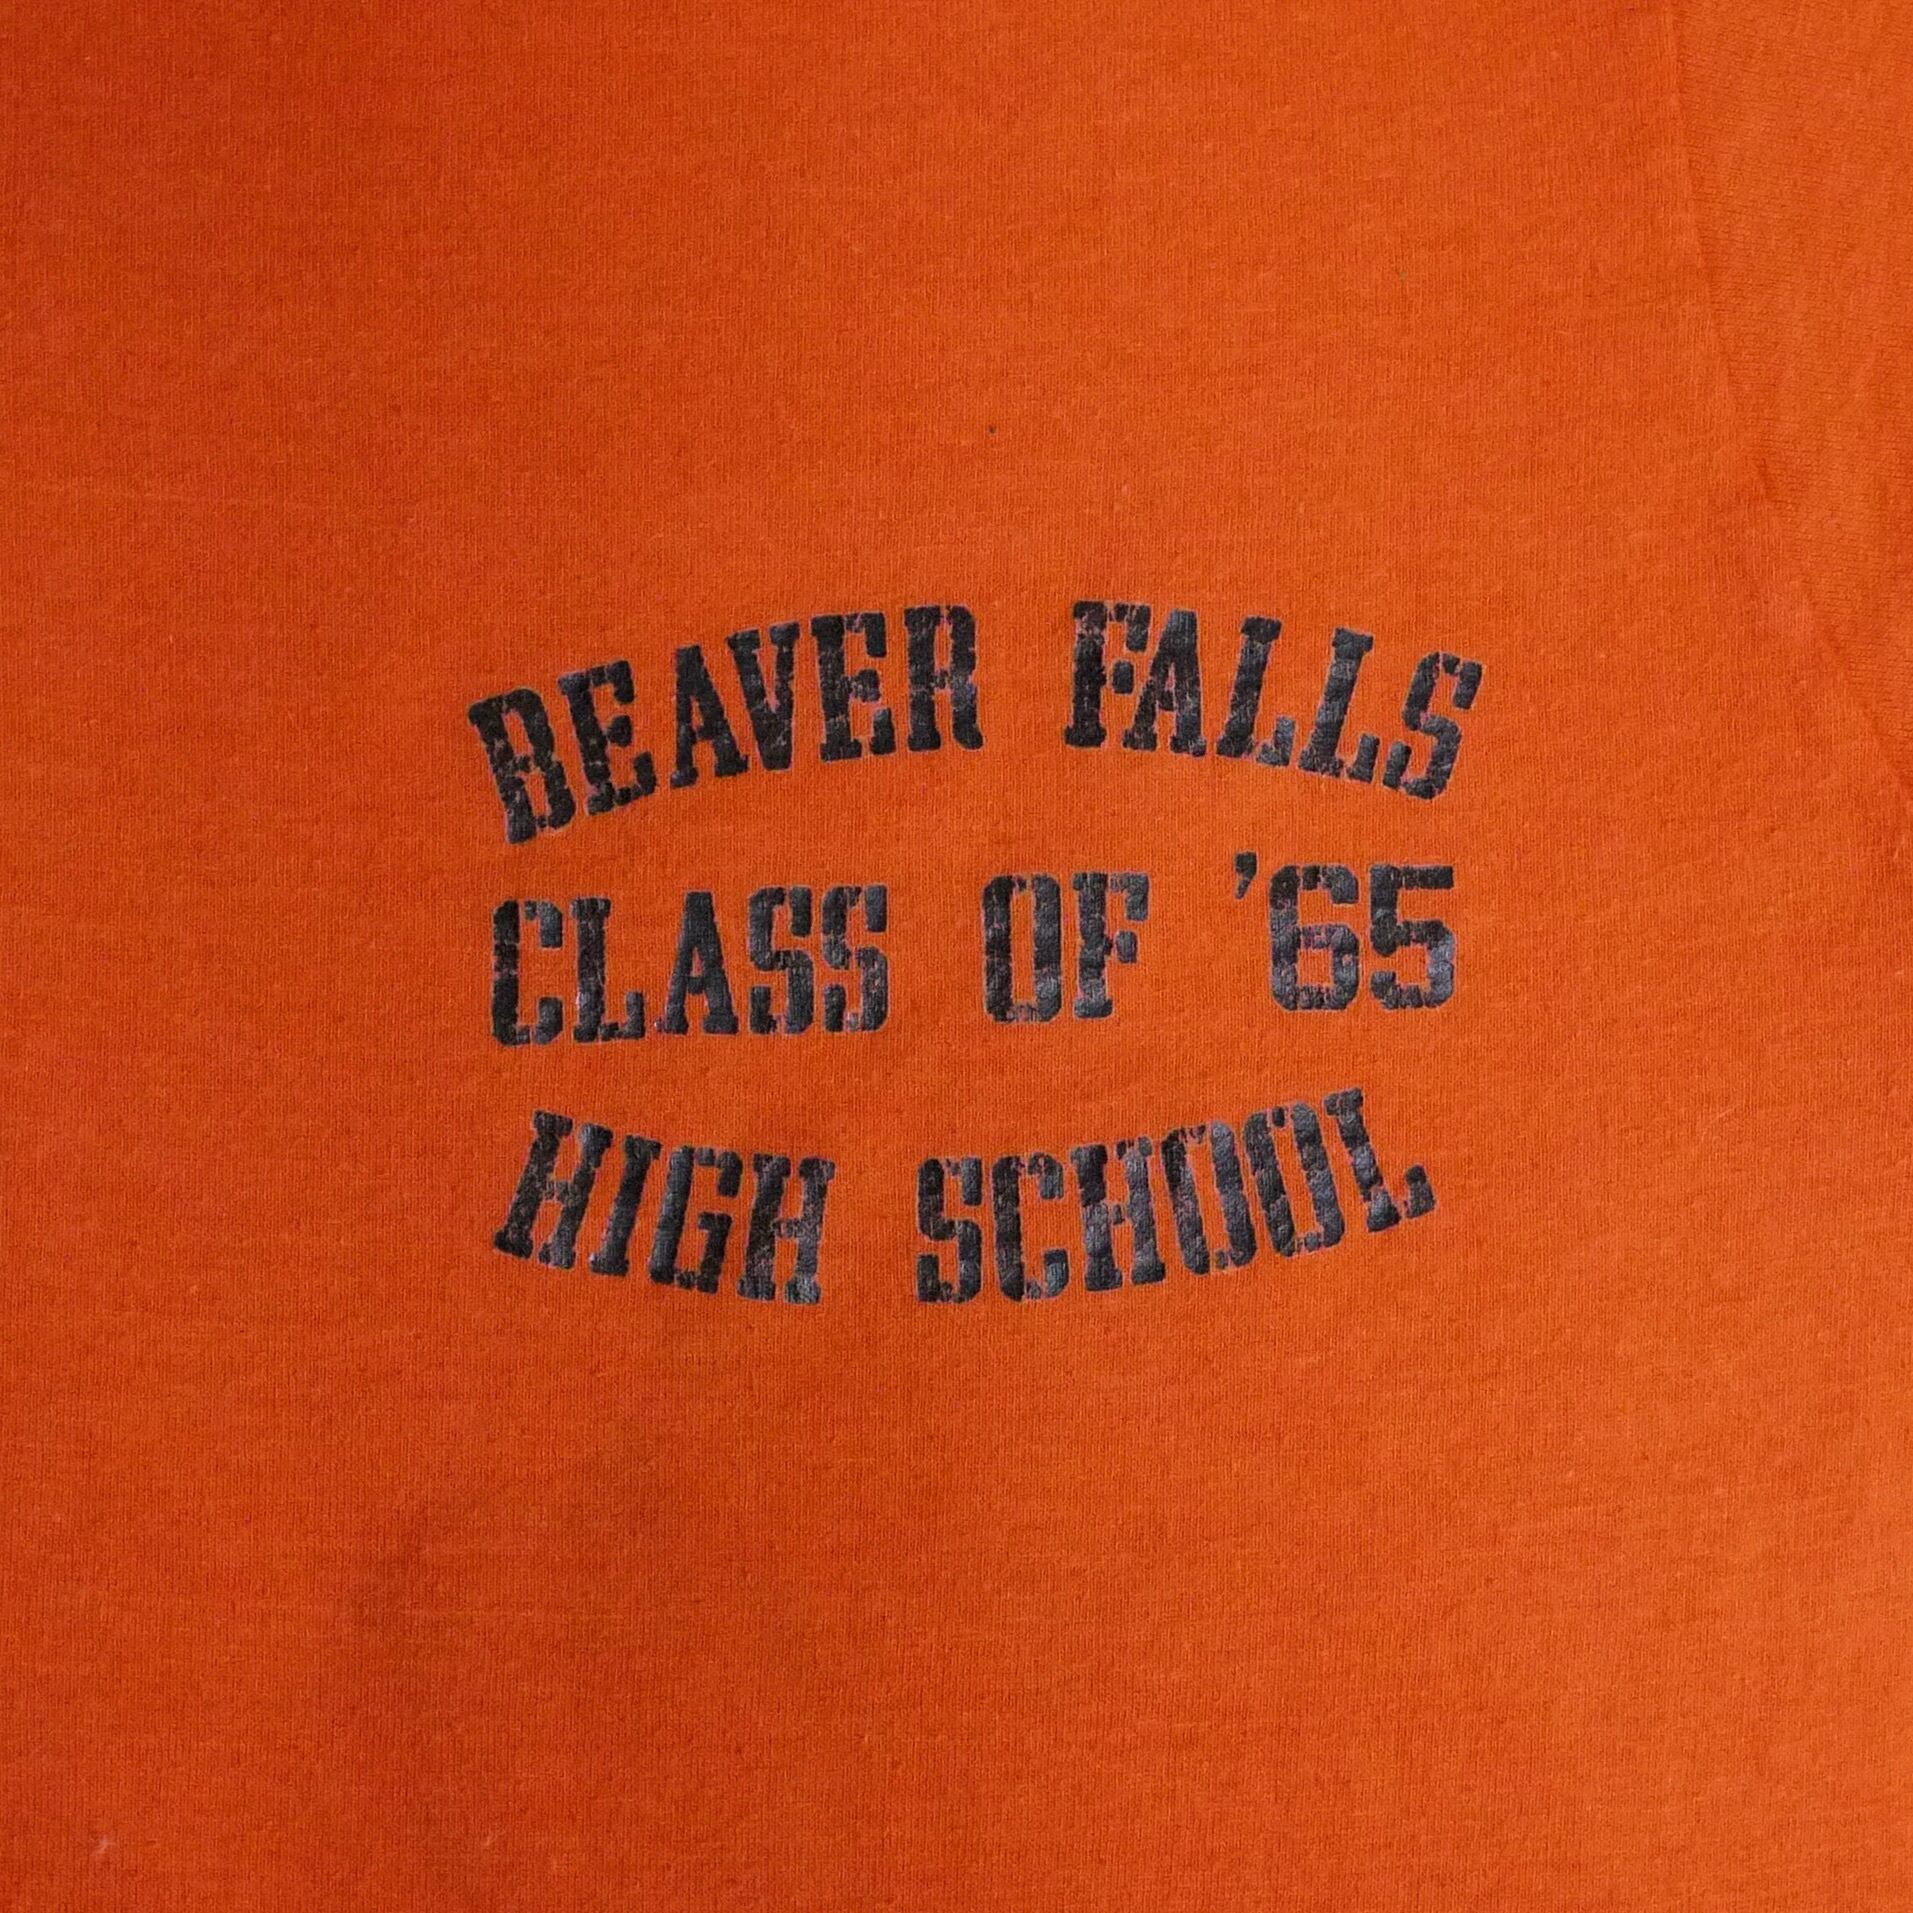 BEAVER FALLS
CLASS OF '65
HIGH SCHOOL